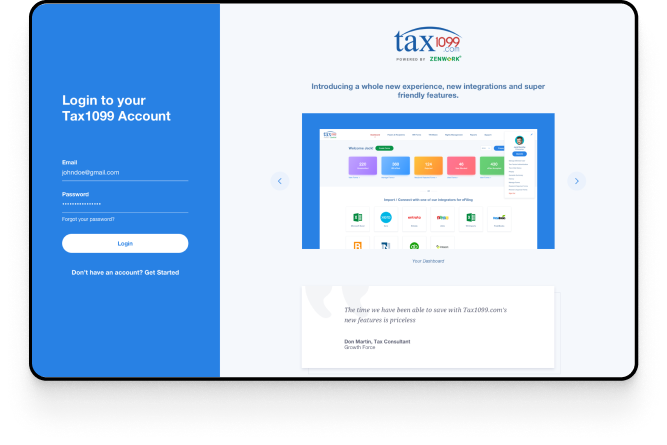 Login to your
Tax1099 Account
Email
johndoe@gmail.com
Password
Forgot your password?
Login
Don't have an account? Get Started
tax1099
.com
POWERED BY ZENWORK
Introducing a whole new experience, new integrations and super
friendly features.
Import / Connect with one of our integrators for eFiling
Your Dashboard
The time we have been able to save with Tax1099.com's
new features is priceless
Don Martin, Tax Consultant
Growth Force